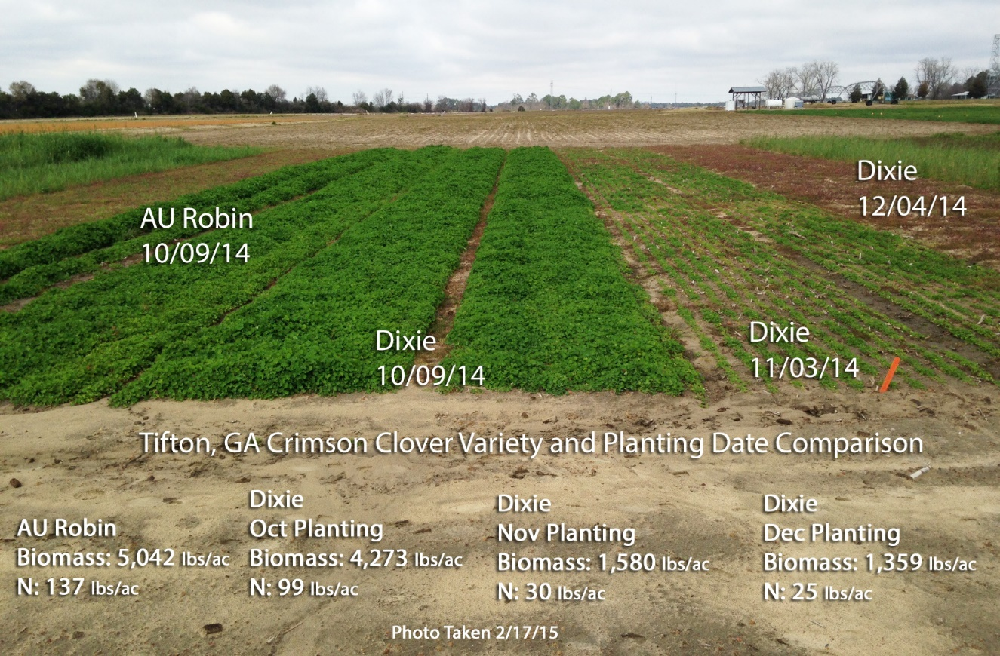 Dixie
12/04/14
AU Robin
10/09/14
Dixie
10/09/14
Dixie
11/03/14
Tifton, GA Crimson Clover Variety and Planting Date Comparison
AU Robin
Biomass: 5,042 lbs/ac
N: 137 lbs/ac
Dixie
Oct Planting
Biomass: 4,273 lbs/ac
N: 99 lbs/ac
Dixie
Nov Planting
Biomass: 1,580 lbs/ac
N: 30 lbs/ac
Dixie
Dec Planting
Biomass: 1,359 lbs/ac
N: 25 lbs/ac
Photo Taken 2/17/15